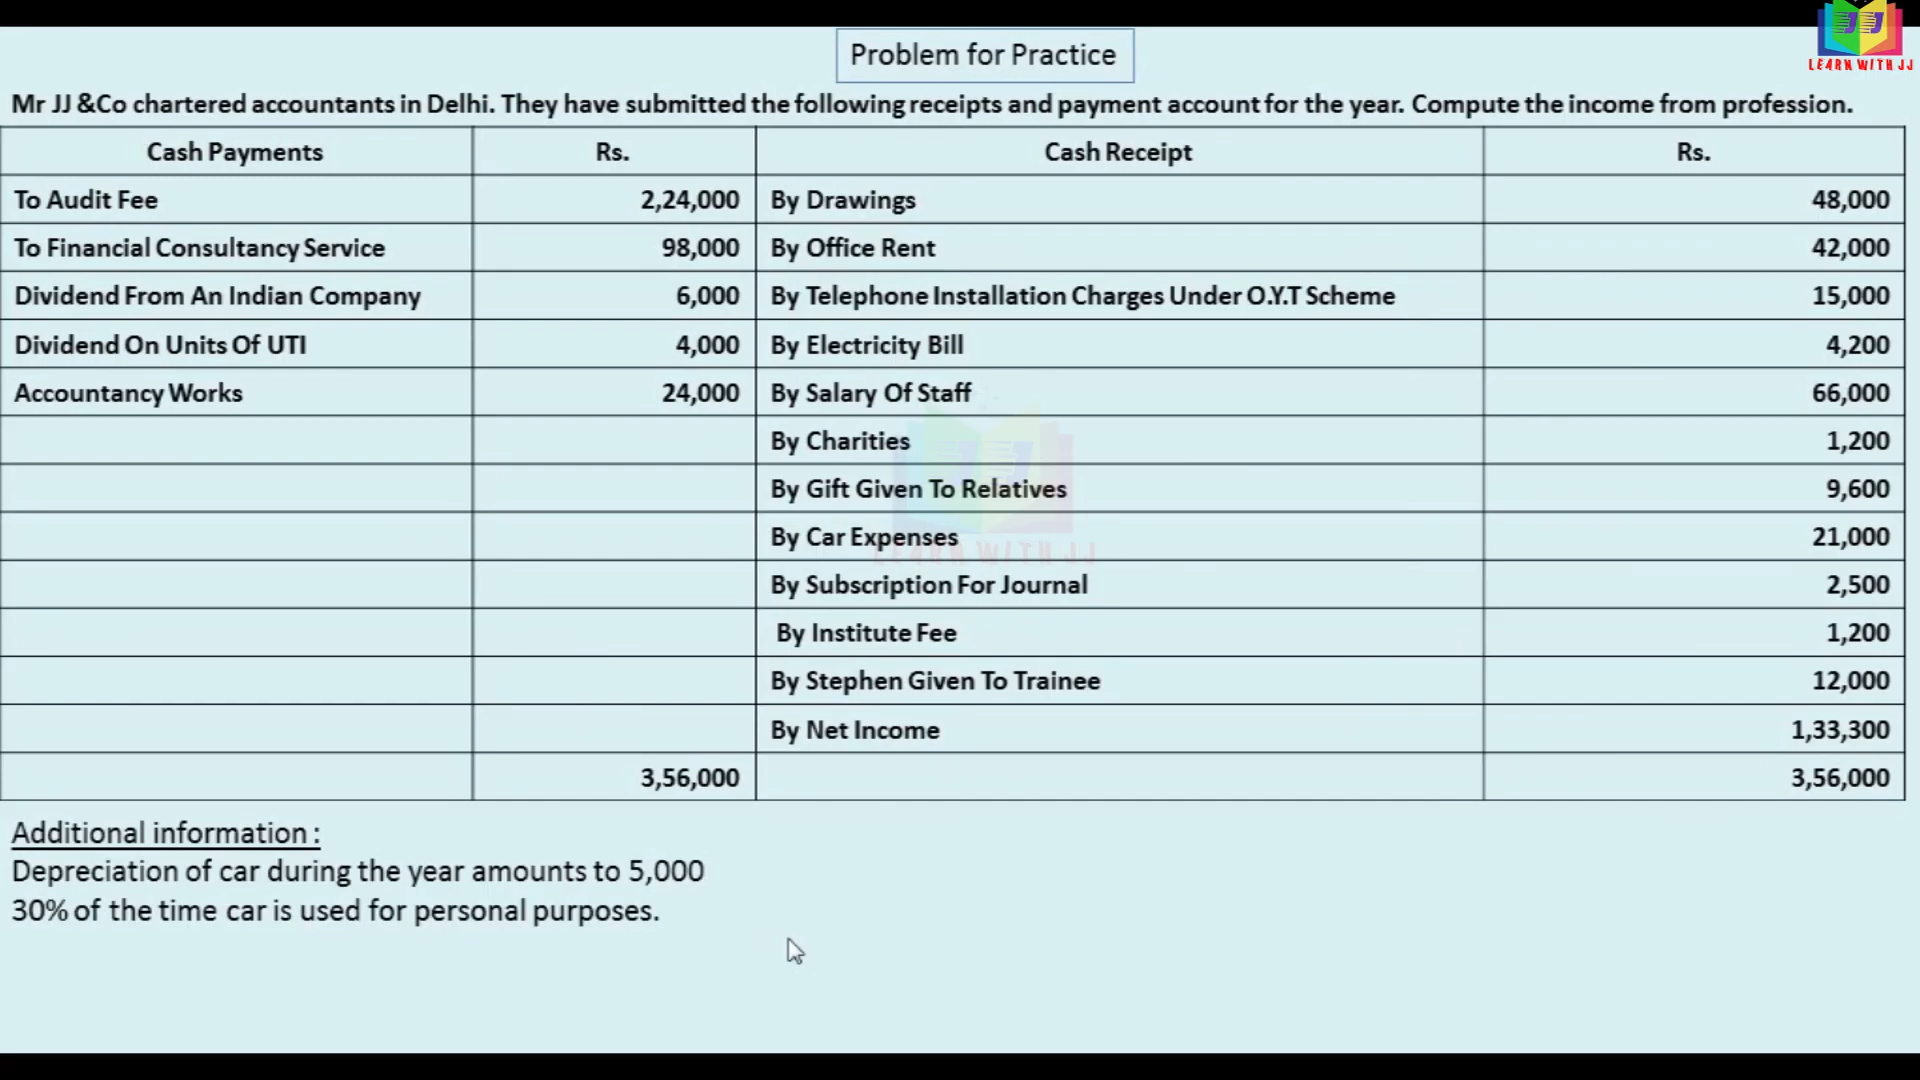 LEARN WITH JJ
Problem for Practice
Mr JJ &Co chartered accountants in Delhi. They have submitted the following receipts and payment account for the year. Compute the income from profession.
Cash Payments Rs. Cash Receipt Rs.
To Audit Fee 2,24,000 By Drawings 48,000
To Financial Consultancy Service 98,000 By Office Rent 42,000
Dividend From An Indian Company 6,000 By Telephone Installation Charges Under O.Y.T Scheme 15,000
Dividend On Units Of UTI 4,000 By Electricity Bill 4,200
Accountancy Works 24,000 By Salary Of Staff 66,000
By Charities 1,200
By Gift Given To Relatives 9,600
By Car Expenses 21,000
LEARN WITH JJ
By Subscription For Journal 2,500
By Institute Fee 1,200
By Stephen Given To Trainee 12,000
By Net Income 1,33,300
3,56,000 3,56,000
Additional information :
Depreciation of car during the year amounts to 5,000
30% of the time car is used for personal purposes.